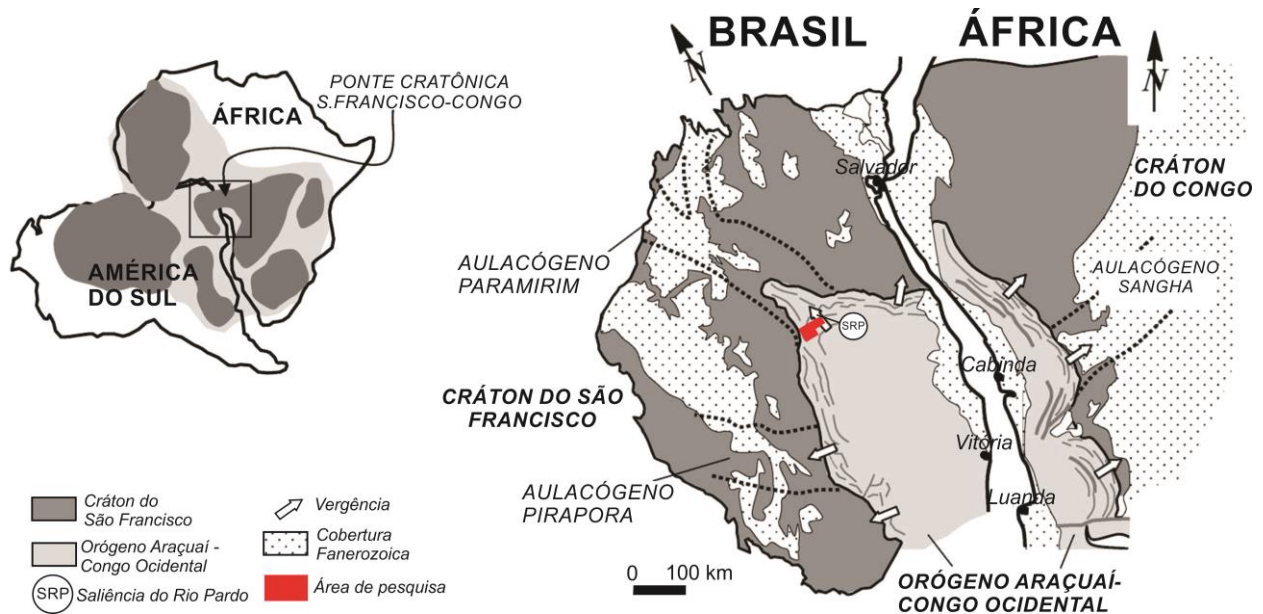 PONTE CRATÔNICA
S.FRANCISCO-CONGO
ÁFRICA
AMÉRICA
DO SUL
BRASIL
ÁFRICA
N
N
Salvador
CRÁTON
DO CONGO
AULACÓGENO
PARAMIRIM
AULACÓGENO
SANGHA
SRP
Cabinda
CRÁTON DO SÃO
FRANCISCO
Vitória
AULACÓGENO
PIRAPORA
Luanda
0 100 km
ORÓGENO ARAÇUAÍ-
CONGO OCIDENTAL
Cráton do
São Francisco
Orógeno Araçuaí -
Congo Ocidental
SRP Saliência do Rio Pardo
Vergência
Cobertura
Fanerozoica
Área de pesquisa